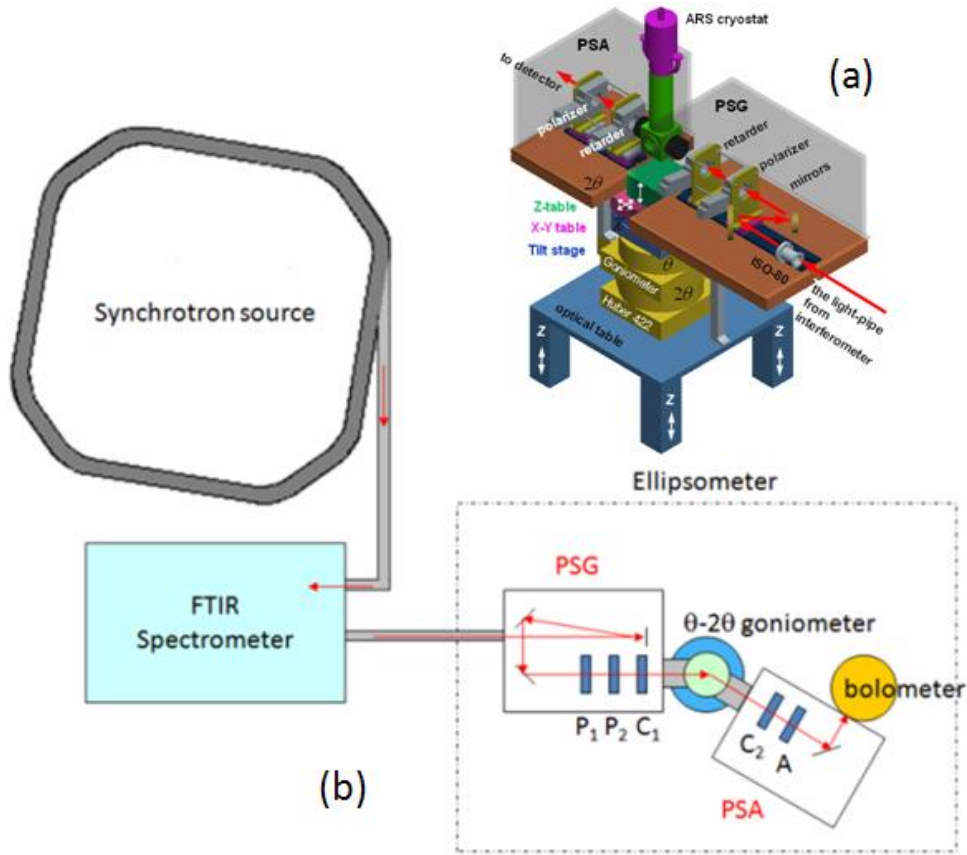 ARS cryostat
(a)
PSA
to detector
polarizer
retarder
PSG
retarder
polarizer
mirrors
2θ
Z-table
X-Y table
Tilt stage
θ
Goniometer
2θ
Huber 422
ISO-80
the light-pipe
from
interferometer
optical table
Z
Z
Z
Synchrotron source
Ellipsometer
FTIR
Spectrometer
PSG
θ-2θ goniometer
bolometer
P1 P2 C1
C2 A
PSA
(b)